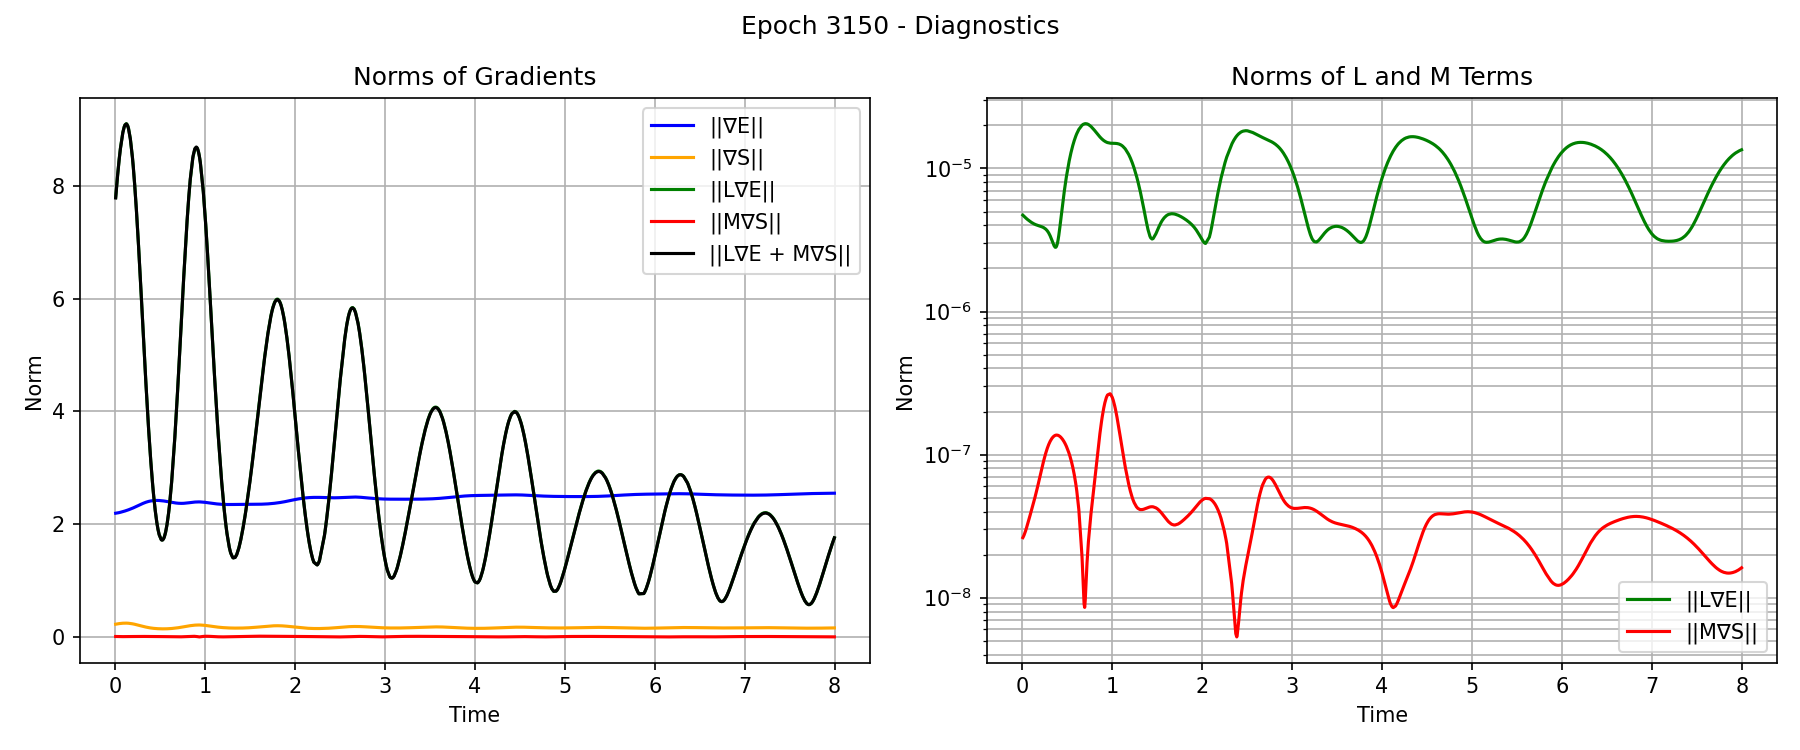 Epoch 3150 - Diagnostics
Norms of Gradients
Norm
8
6
4
2
0
||∇E||
||∇S||
||L∇E||
||M∇S||
||L∇E + M∇S||
0 1 2 3 4 5 6 7 8
Time
Norms of L and M Terms
Norm
10⁻⁵
10⁻⁶
10⁻⁷
10⁻⁸
||L∇E||
||M∇S||
0 1 2 3 4 5 6 7 8
Time